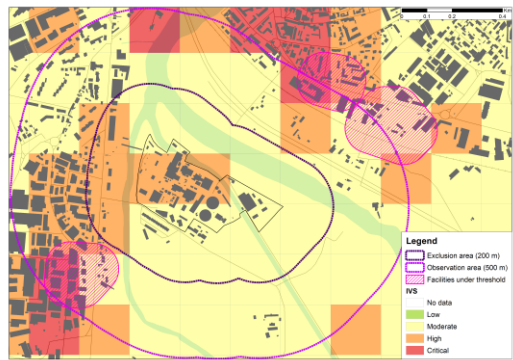 Km
0 0.1 0.2 0.4
Legend
Exclusion area (200 m)
Observation area (500 m)
Facilities under threshold
IVS
No data
Low
Moderate
High
Critical